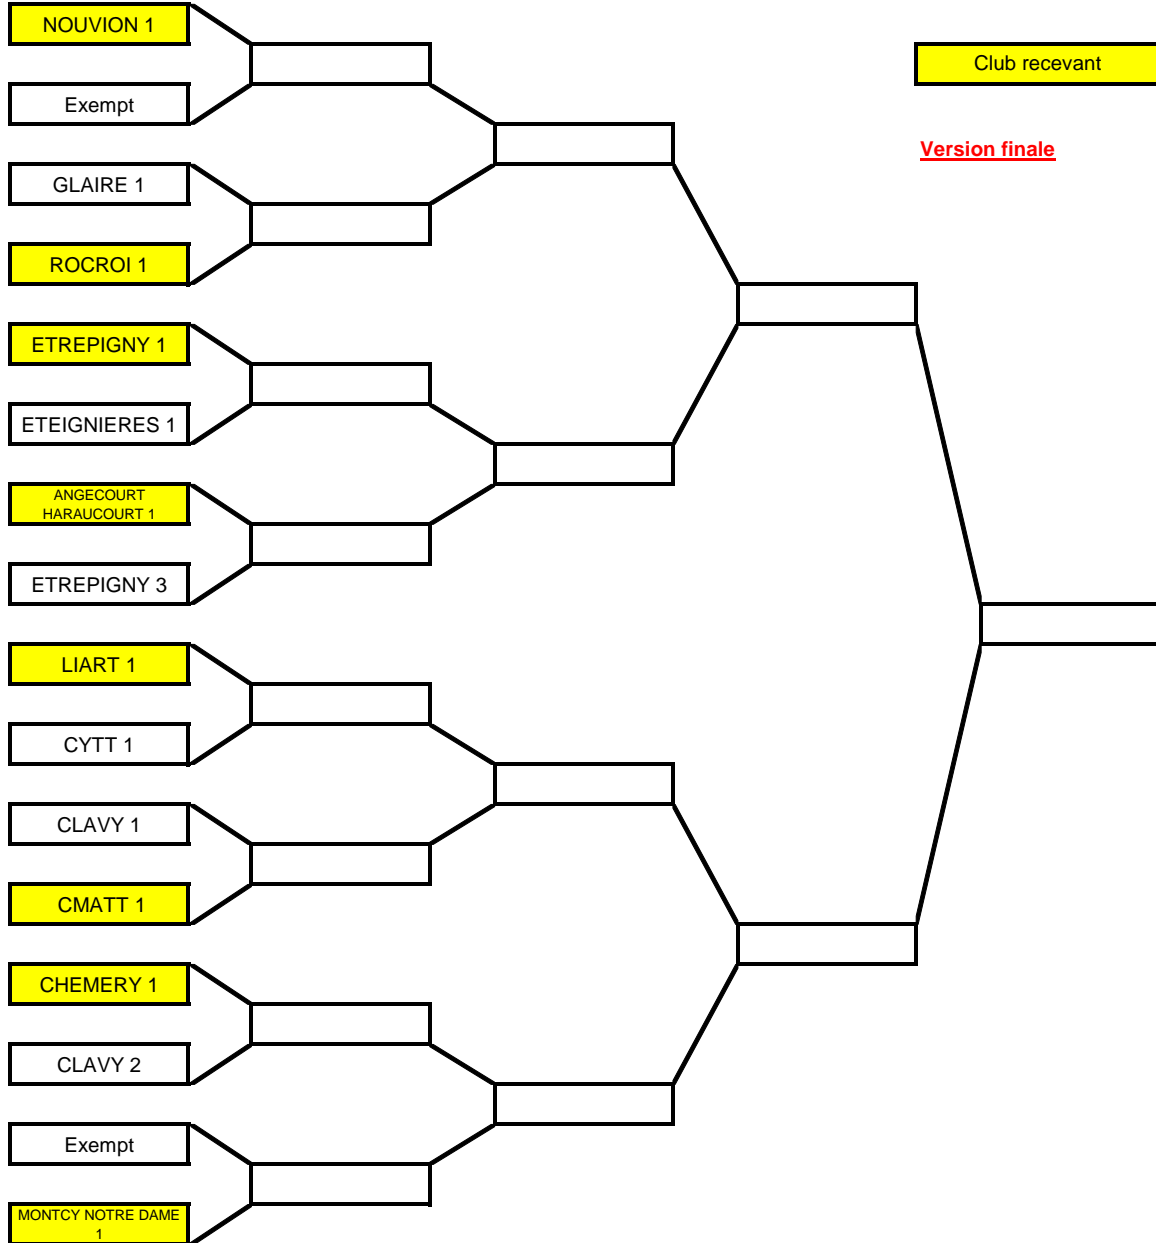 NOUVION 1
Club recevant
Exempt
Version finale
GLAIRE 1
ROCROI 1
ETREPIGNY 1
ETEIGNIERES 1
ANGECOURT
HARAUCOURT 1
ETREPIGNY 3
LIART 1
CYTT 1
CLAVY 1
CMATT 1
CHEMERY 1
CLAVY 2
Exempt
MONTCY NOTRE DAME
1